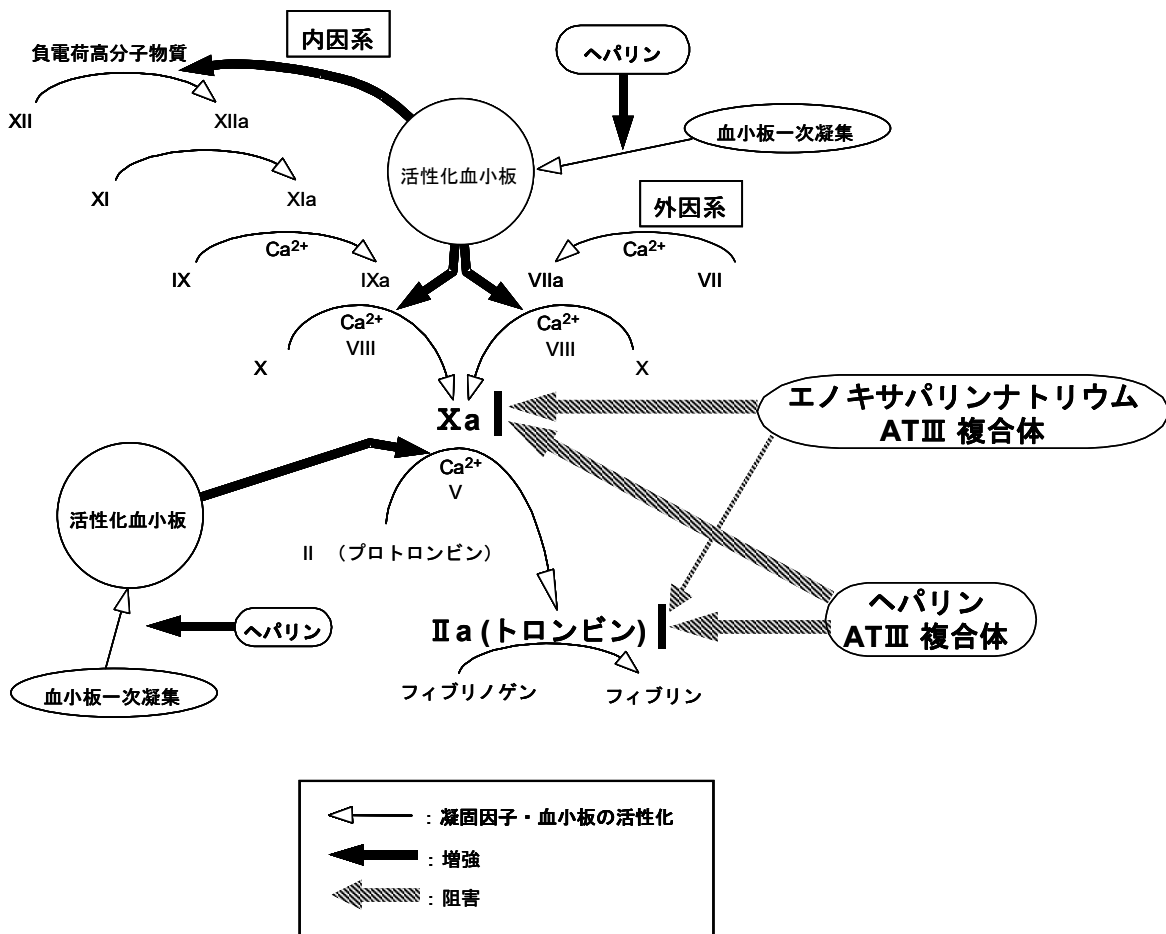 内因系
ヘパリン
負電荷高分子物質
XII
XIIa
血小板一次凝集
活性化血小板
XI
XIa
外因系
Ca²⁺
Ca²⁺
IX
IXa
VIIa
VII
Ca²⁺
VIII
Ca²⁺
VIII
X
X
Xa
エノキサパリンナトリウム
ATⅢ 複合体
Ca²⁺
V
活性化血小板
II （プロトロンビン）
ヘパリン
ATⅢ 複合体
ヘパリン
Ⅱa (トロンビン)
血小板一次凝集
フィブリノゲン
フィブリン
: 凝固因子・血小板の活性化
: 増強
: 阻害